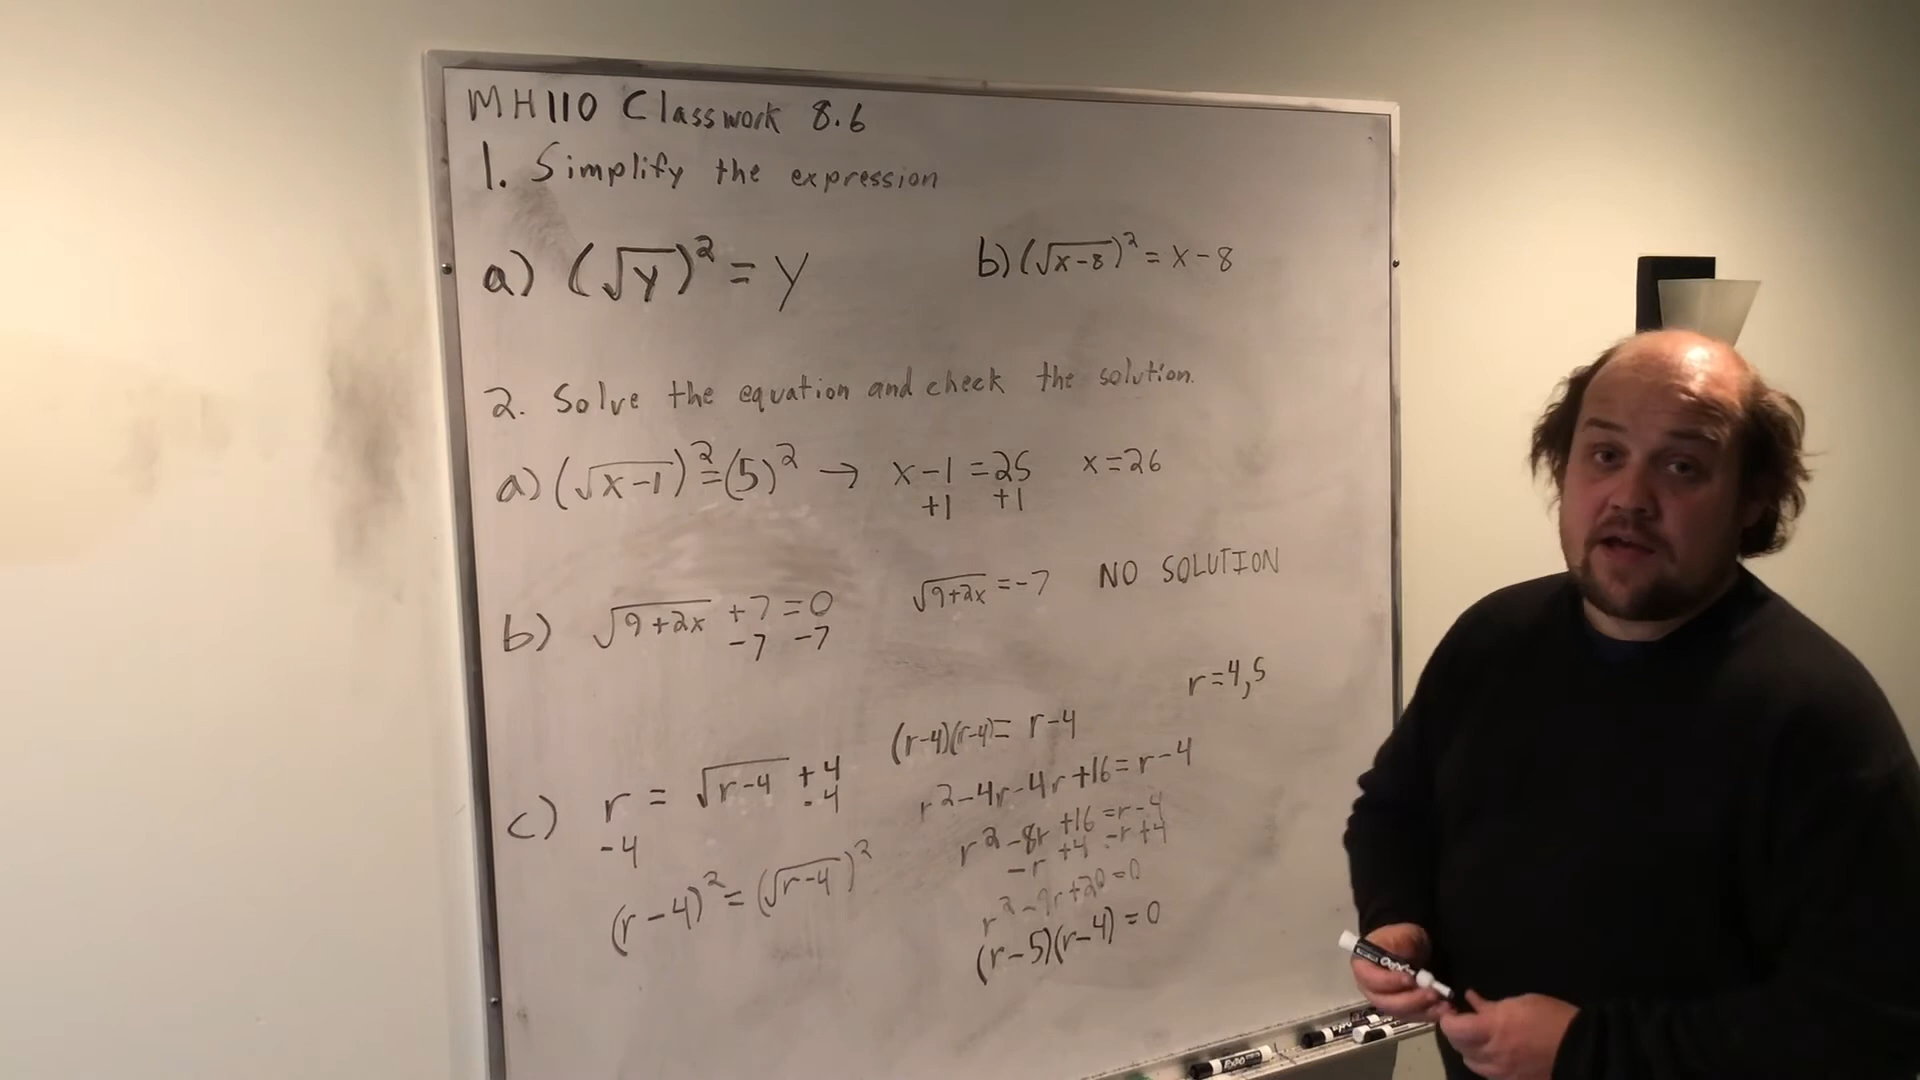 MH110 Classwork 8.6
1. Simplify the expression
a) (√y)² = y
b) (√x-8)² = x-8
2. Solve the equation and check the solution.
a) (√x-1)² = (5)² → x-1 = 25 x = 26
+1 +1
b) √9+2x +7 = 0 √9+2x = -7 NO SOLUTION
-7 -7
r = 4,5
c) r = √r-4 + 4
-4 -4
(r-4)² = (√r-4)²
(r-4)(r-4) = r-4
r²-4r-4r+16 = r-4
r²-8r+16 = r-4
-r +4 -r +4
r²-9r+20 = 0
(r-5)(r-4) = 0
EXPO